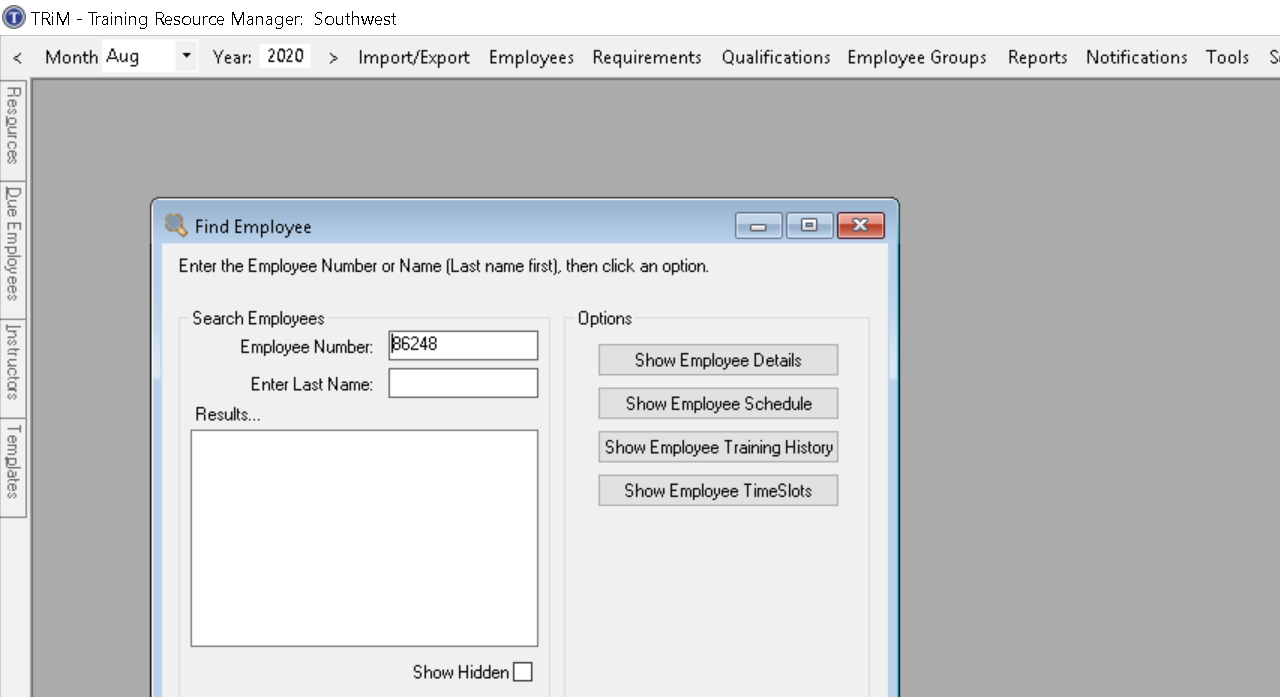 TRiM - Training Resource Manager: Southwest
< Month Aug Year: 2020 > Import/Export Employees Requirements Qualifications Employee Groups Reports Notifications Tools
Resources
Due Employees
Instructors
Templates
Find Employee
Enter the Employee Number or Name (Last name first), then click an option.
Search Employees
Employee Number: 86248
Enter Last Name:
Results...
Show Hidden
Options
Show Employee Details
Show Employee Schedule
Show Employee Training History
Show Employee TimeSlots